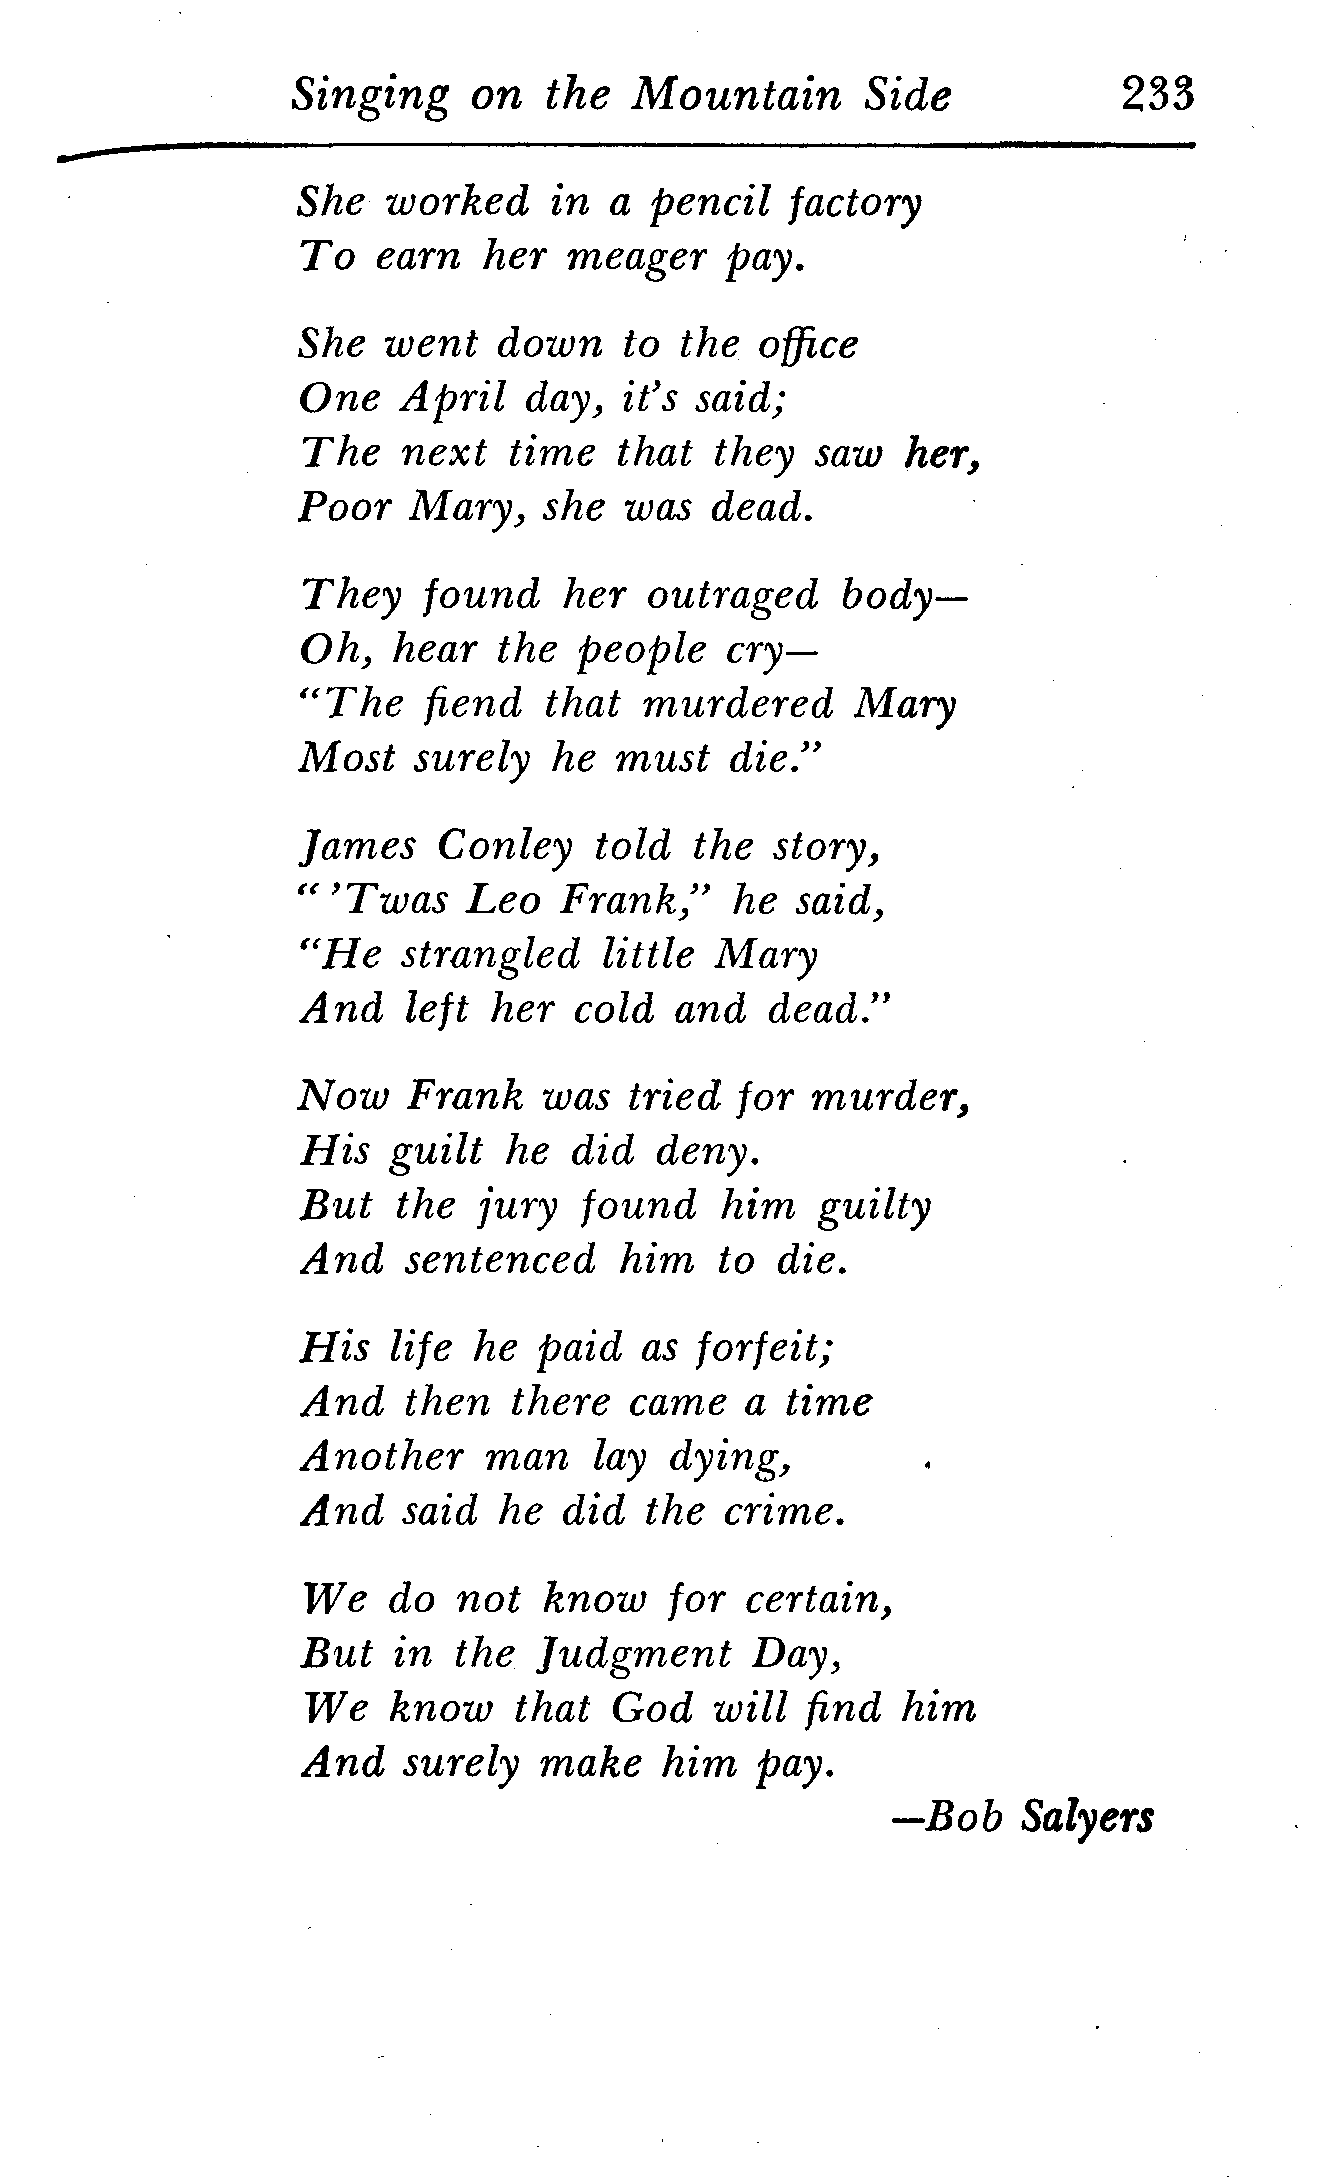 Singing on the Mountain Side 233
She worked in a pencil factory
To earn her meager pay.
She went down to the office
One April day, it's said;
The next time that they saw her,
Poor Mary, she was dead.
They found her outraged body—
Oh, hear the people cry—
“The fiend that murdered Mary
Most surely he must die.”
James Conley told the story,
“ ’Twas Leo Frank,” he said,
“He strangled little Mary
And left her cold and dead.”
Now Frank was tried for murder,
His guilt he did deny.
But the jury found him guilty
And sentenced him to die.
His life he paid as forfeit;
And then there came a time
Another man lay dying,
And said he did the crime.
We do not know for certain,
But in the Judgment Day,
We know that God will find him
And surely make him pay.
—Bob Salyers